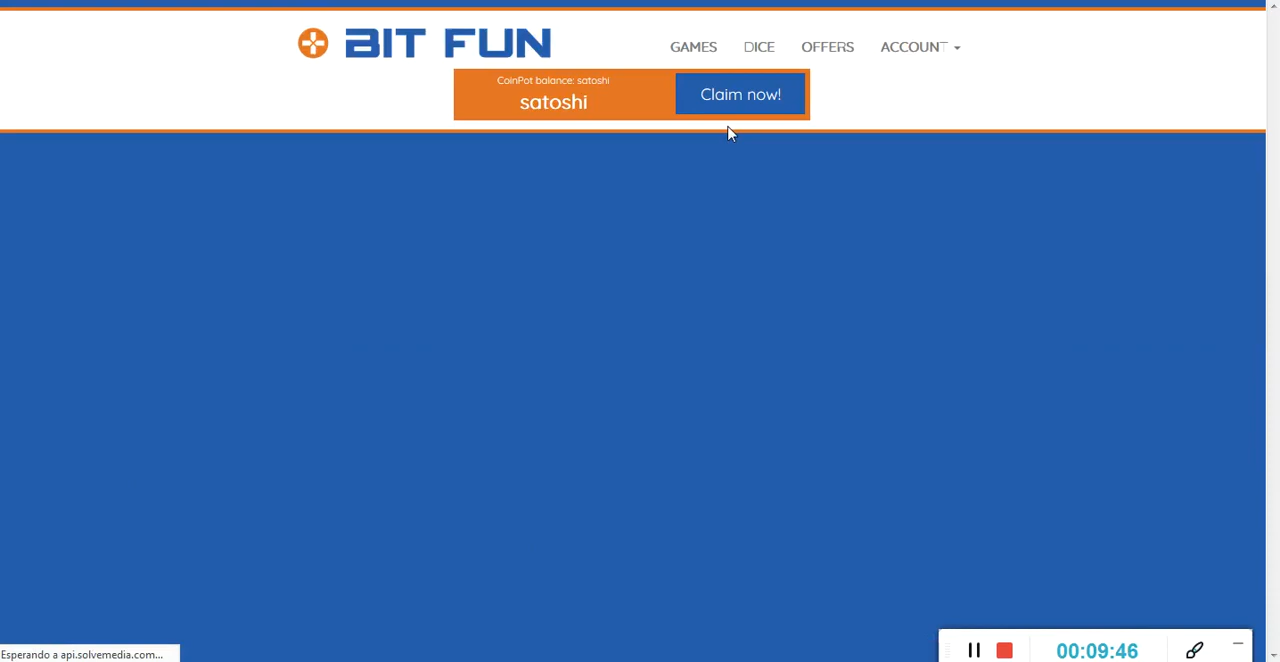 BIT FUN
GAMES DICE OFFERS ACCOUNT
CoinPot balance: satoshi
satoshi
Claim now!
Esperando a api.solvemedia.com...
00:09:46